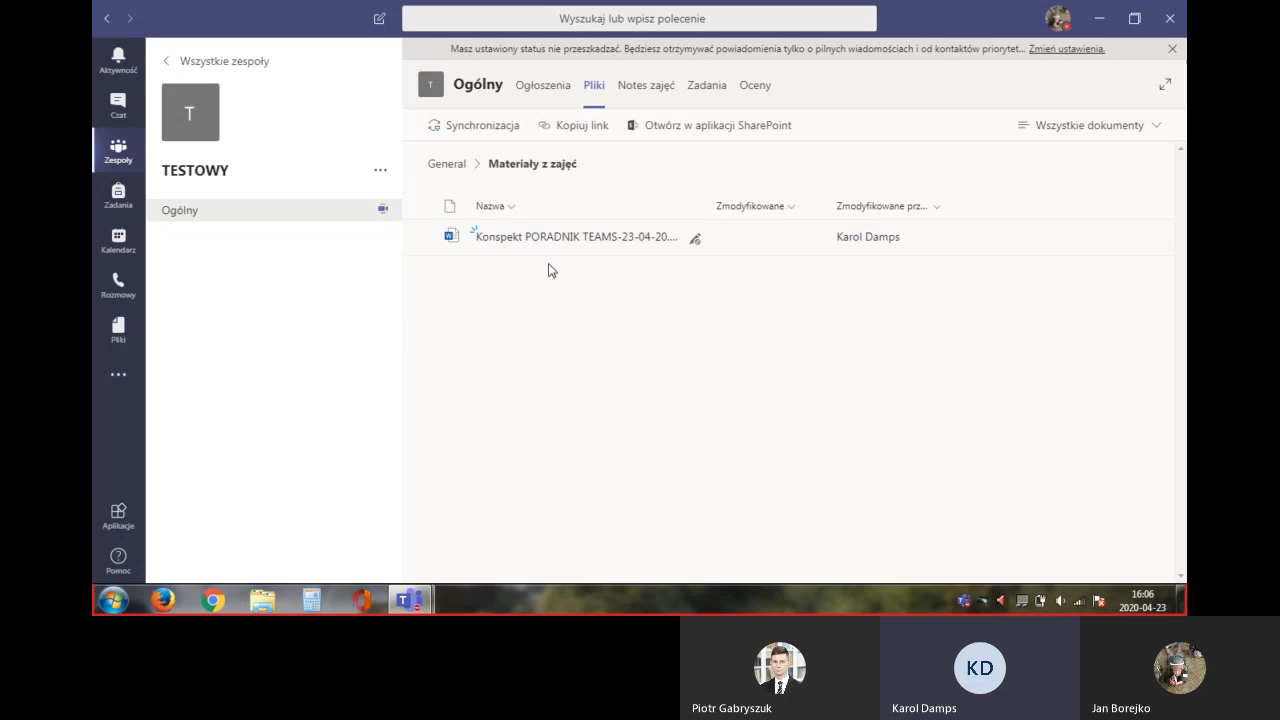 Wyszukaj lub wpisz polecenie
Aktywność
Czat
Zespoły
Zadania
Kalendarz
Rozmowy
Pliki
Aplikacje
Pomoc
Wszystkie zespoły
T
TESTOWY
Ogólny
Masz ustawiony status nie przeszkadzać. Będziesz otrzymywać powiadomienia tylko o pilnych wiadomościach i od kontaktów priorytet... Zmień ustawienia.
T Ogólny Ogłoszenia Pliki Notes zajęć Zadania Oceny
Synchronizacja Kopiuj link Otwórz w aplikacji SharePoint Wszystkie dokumenty
General > Materiały z zajęć
Nazwa Zmodyfikowane Zmodyfikowane prz...
Konspekt PORADNIK TEAMS-23-04-20.... Karol Damps
16:06
2020-04-23
KD
Piotr Gabryszuk Karol Damps Jan Borejko